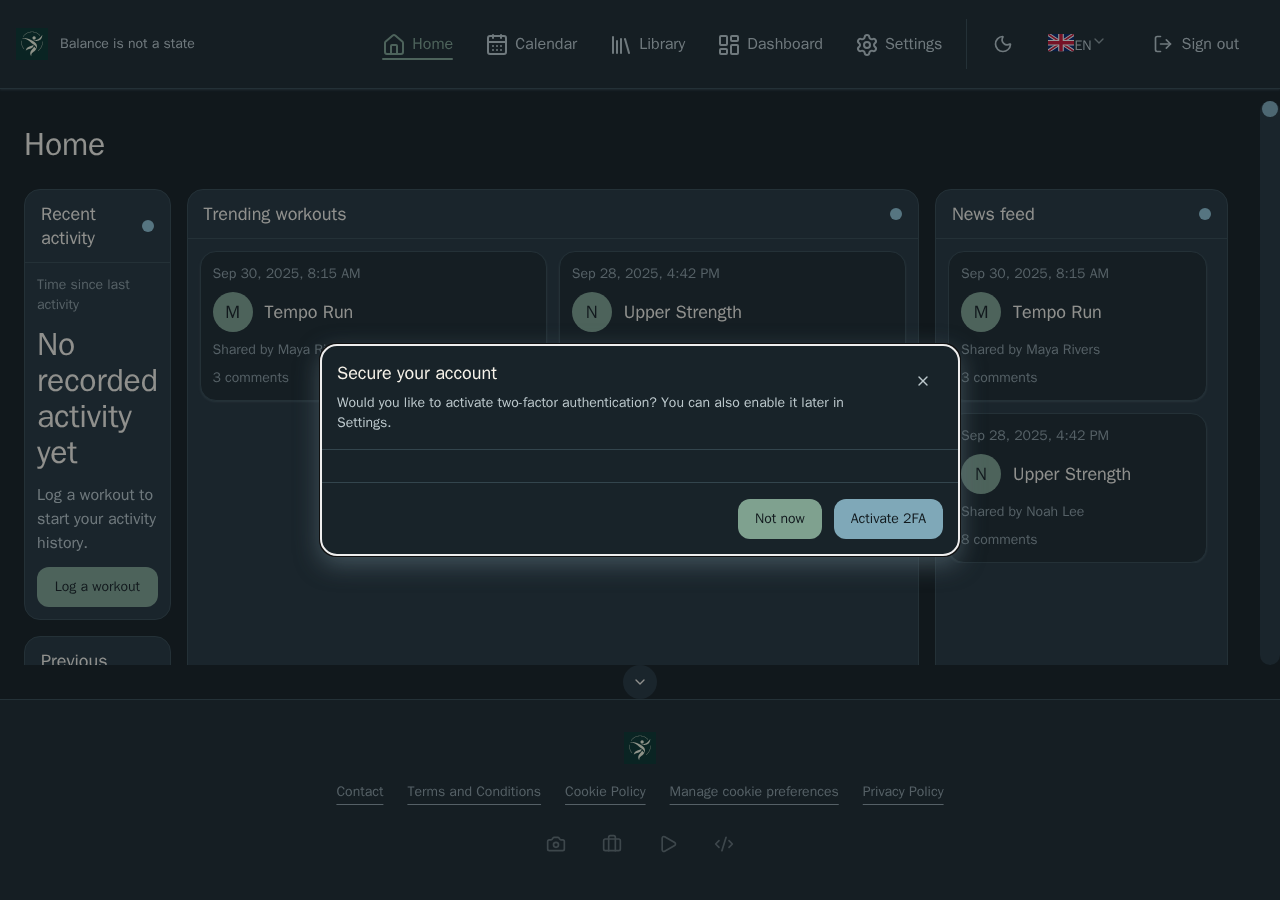 Balance is not a state
Home
Calendar
Library
Dashboard
Settings
EN
Sign out
Home
Recent
activity
Time since last
activity
No
recorded
activity
yet
Log a workout to
start your activity
history.
Log a workout
Previous
Trending workouts
Sep 30, 2025, 8:15 AM
M
Tempo Run
Shared by Maya R
3 comments
Sep 28, 2025, 4:42 PM
N
Upper Strength
News feed
Sep 30, 2025, 8:15 AM
M
Tempo Run
Shared by Maya Rivers
3 comments
Sep 28, 2025, 4:42 PM
N
Upper Strength
Shared by Noah Lee
8 comments
Secure your account
Would you like to activate two-factor authentication? You can also enable it later in
Settings.
Not now
Activate 2FA
Contact
Terms and Conditions
Cookie Policy
Manage cookie preferences
Privacy Policy